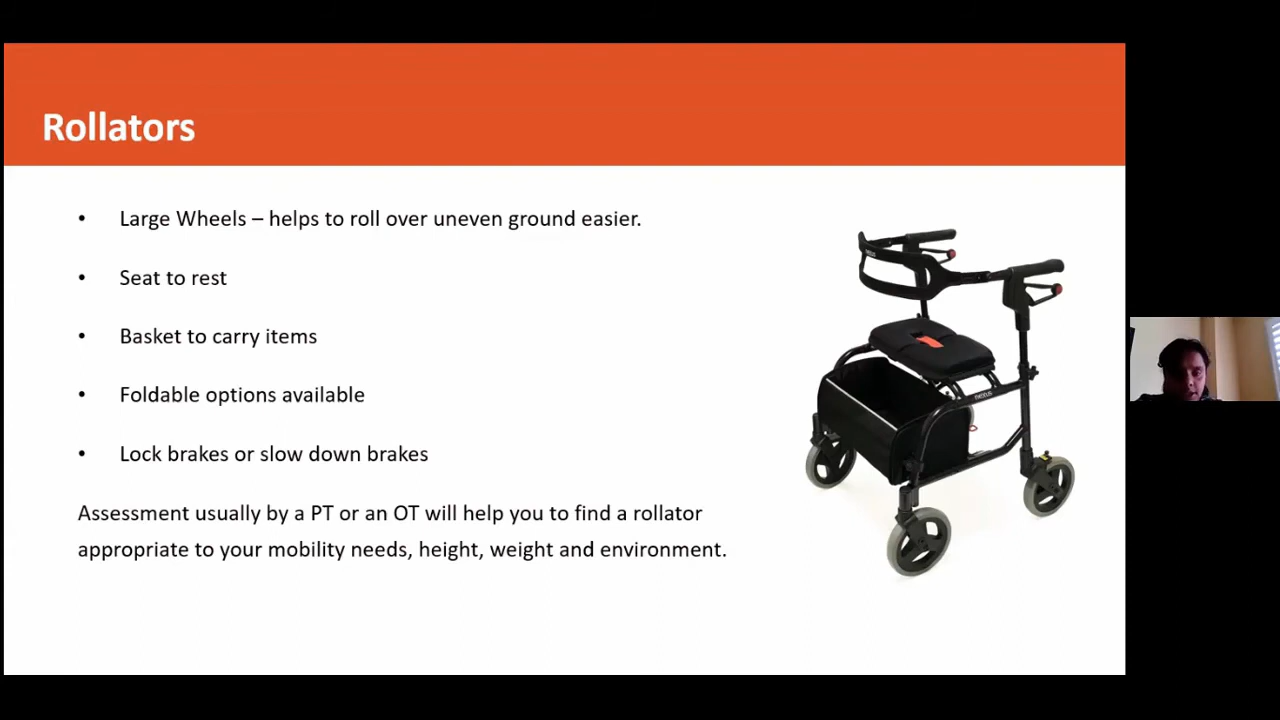 Rollators
• Large Wheels – helps to roll over uneven ground easier.
• Seat to rest
• Basket to carry items
• Foldable options available
• Lock brakes or slow down brakes
Assessment usually by a PT or an OT will help you to find a rollator
appropriate to your mobility needs, height, weight and environment.
nexus